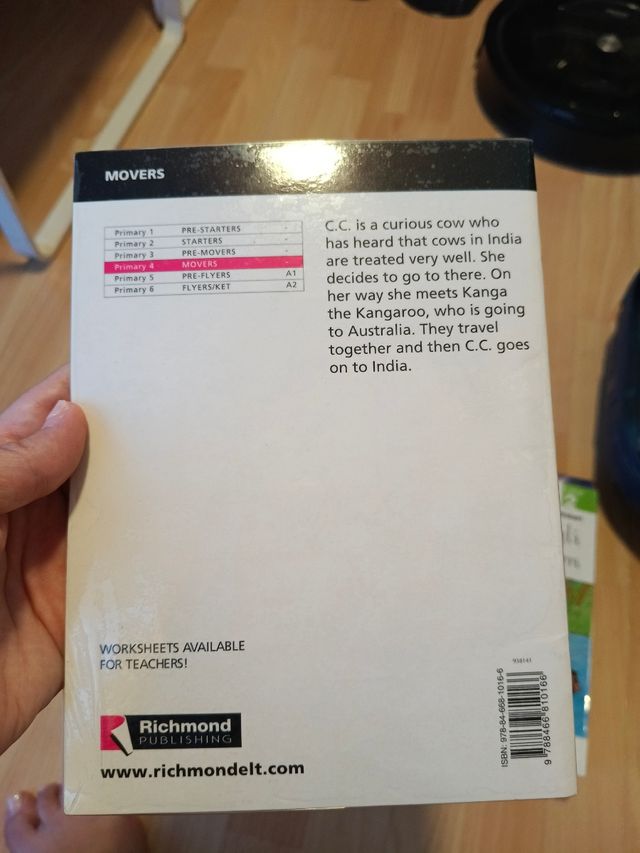 MOVERS
Primary 1 PRE-STARTERS -
Primary 2 STARTERS -
Primary 3 PRE-MOVERS -
Primary 4 MOVERS -
Primary 5 PRE-FLYERS A1
Primary 6 FLYERS/KET A2
C.C. is a curious cow who
has heard that cows in India
are treated very well. She
decides to go to there. On
her way she meets Kanga
the Kangaroo, who is going
to Australia. They travel
together and then C.C. goes
on to India.
WORKSHEETS AVAILABLE
FOR TEACHERS!
Richmond
PUBLISHING
www.richmondelt.com
938141
ISBN: 978-84-668-1016-6
9 788466 810166
2